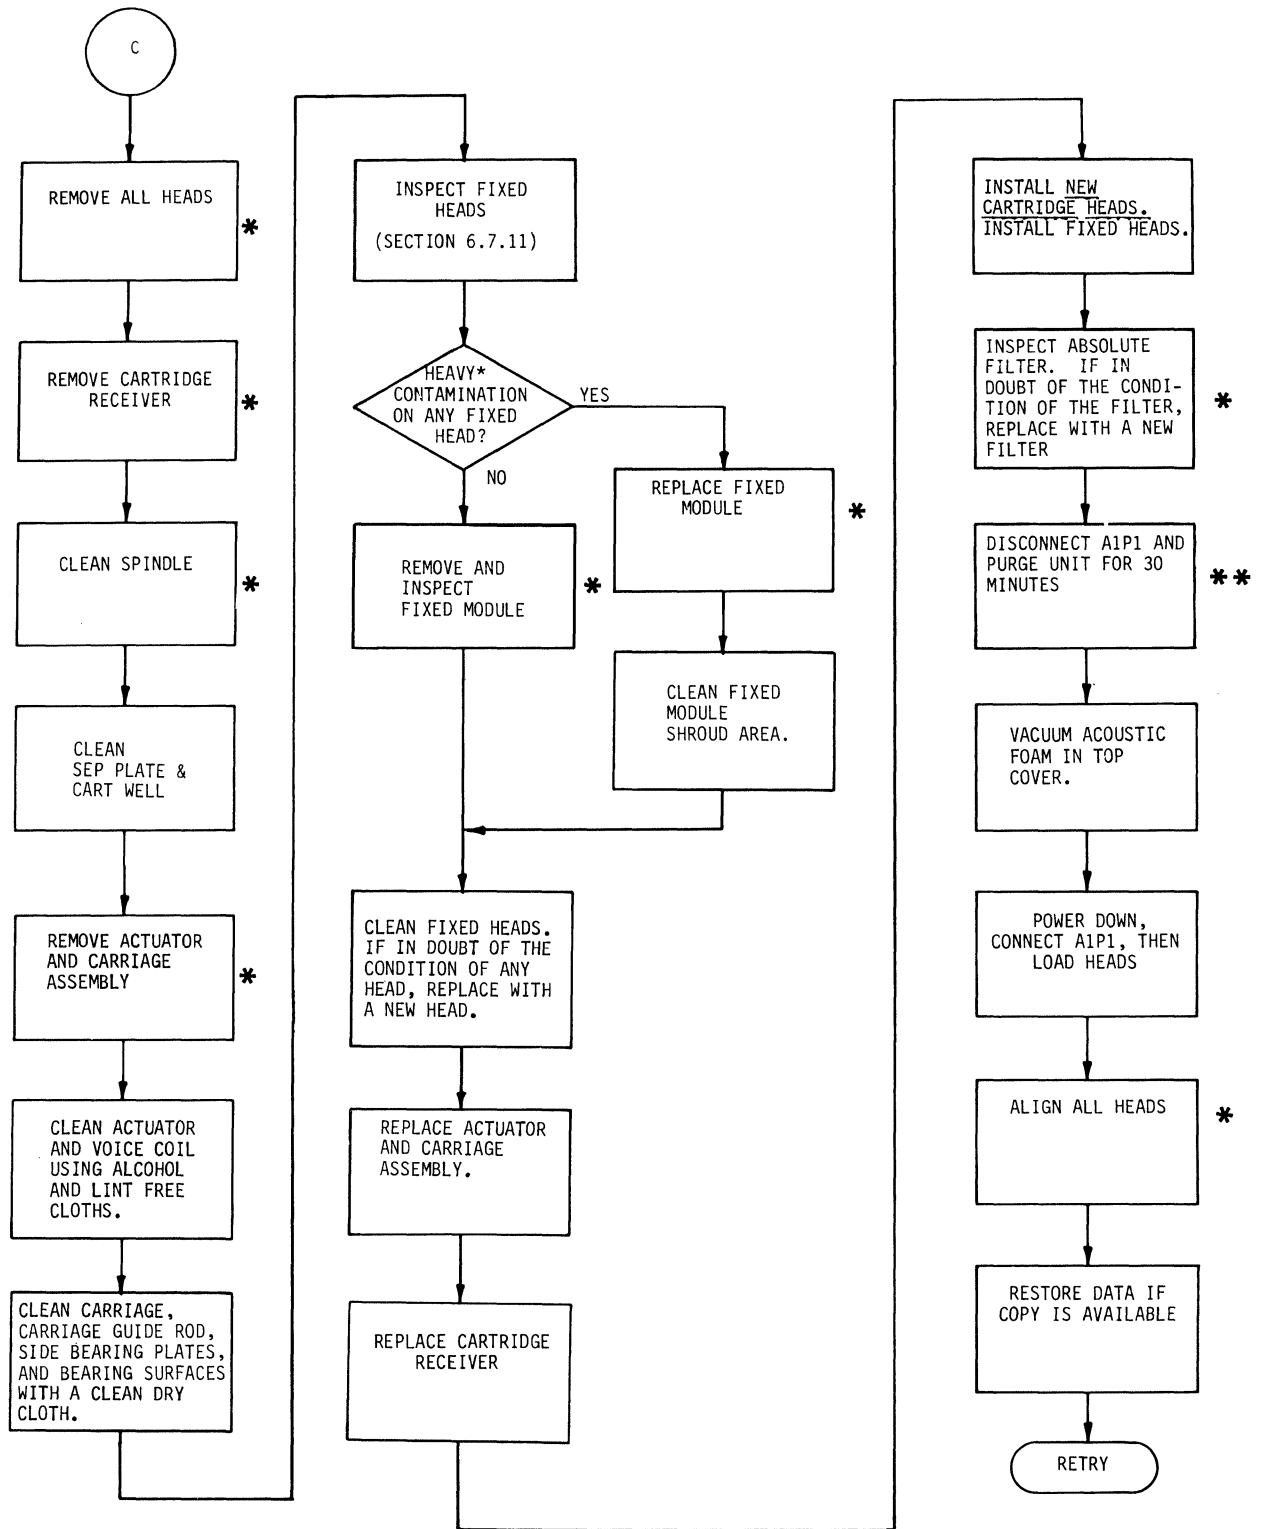 C
REMOVE ALL HEADS
*
REMOVE CARTRIDGE
RECEIVER
*
CLEAN SPINDLE
*
CLEAN
SEP PLATE &
CART WELL
REMOVE ACTUATOR
AND CARRIAGE
ASSEMBLY
*
CLEAN ACTUATOR
AND VOICE COIL
USING ALCOHOL
AND LINT FREE
CLOTHS.
CLEAN CARRIAGE,
CARRIAGE GUIDE ROD,
SIDE BEARING PLATES,
AND BEARING SURFACES
WITH A CLEAN DRY
CLOTH.
INSPECT FIXED
HEADS
(SECTION 6.7.11)
HEAVY*
CONTAMINATION
ON ANY FIXED
HEAD?
YES
NO
REPLACE FIXED
MODULE
*
REMOVE AND
INSPECT
FIXED MODULE
*
CLEAN FIXED
MODULE
SHROUD AREA.
CLEAN FIXED HEADS.
IF IN DOUBT OF THE
CONDITION OF ANY
HEAD, REPLACE WITH
A NEW HEAD.
REPLACE ACTUATOR
AND CARRIAGE
ASSEMBLY.
REPLACE CARTRIDGE
RECEIVER
INSTALL NEW
CARTRIDGE HEADS.
INSTALL FIXED HEADS.
INSPECT ABSOLUTE
FILTER. IF IN
DOUBT OF THE CONDI-
TION OF THE FILTER,
REPLACE WITH A NEW
FILTER
*
DISCONNECT A1P1 AND
PURGE UNIT FOR 30
MINUTES
**
VACUUM ACOUSTIC
FOAM IN TOP
COVER.
POWER DOWN,
CONNECT A1P1, THEN
LOAD HEADS
ALIGN ALL HEADS
*
RESTORE DATA IF
COPY IS AVAILABLE
RETRY